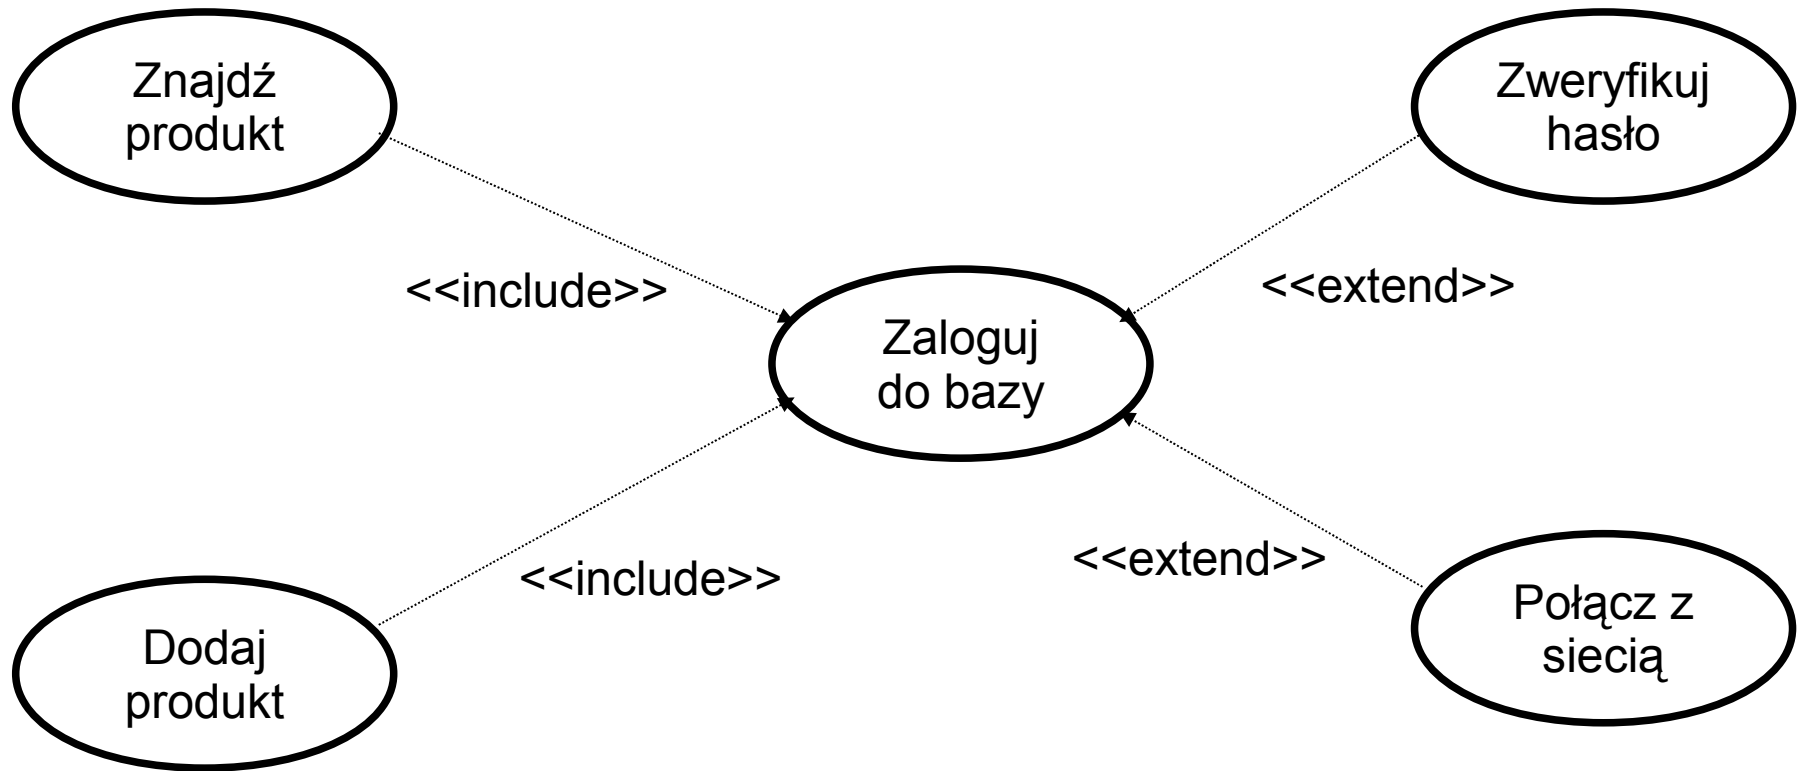 Znajdź
produkt
Zweryfikuj
hasło
<<include>>
<<extend>>
Zaloguj
do bazy
<<include>>
<<extend>>
Dodaj
produkt
Połącz z
siecią